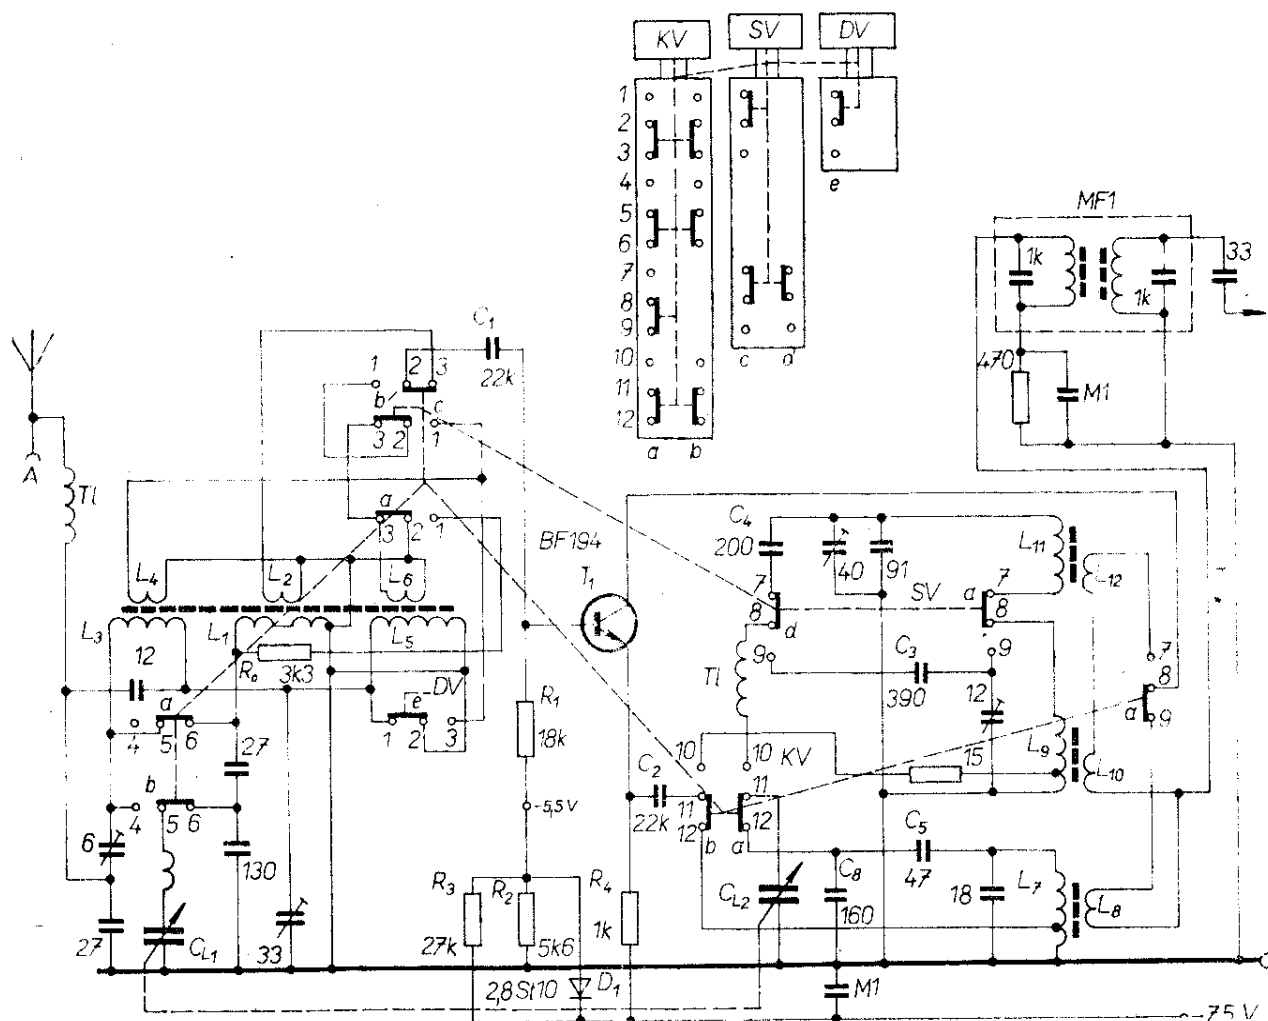 KV SV DV
1
2
3
4
5
6
7
8
9
10
11
12
a b
c d
e
MF1
1k
1k
33
470
M1
A
Tl
C1
22k
1 2 3
b c
3 2 1
a
3 2 1
L4 L2 L6
L3 L1 L5
R0
3k3
12
a
4 5 6
b
4 5 6
27
6
130
27
CL1
33
e DV
1 2 3
BF194
T1
R1
18k
-5,5V
R3
27k
R2
5k6
2,8St10
D1
R4
1k
C2
22k
C4
200
40
91
7
8
d
9
Tl
SV
a
7
8
9
C3
390
12
15
L11
L12
L9
L10
7
8
a
9
10 10 KV
11 11
12 12
b a
CL2
C8
160
C5
47
18
L7
L8
M1
-7,5 V